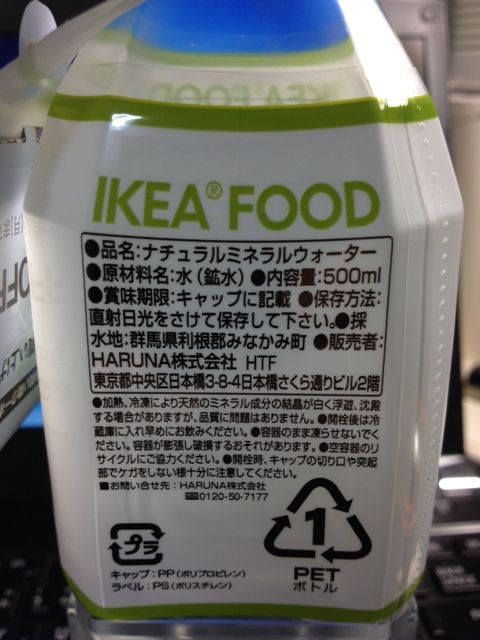 IKEA FOOD
IKEA® FOOD
●品名:ナチュラルミネラルウォーター
●原材料名:水(鉱水) ●内容量:500ml
●賞味期限:キャップに記載 ●保存方法:
直射日光をさけて保存して下さい。●採
水地:群馬県利根郡みなかみ町 ●販売者:
HARUNA株式会社 HTF
東京都中央区日本橋3-8-4日本橋さくら通りビル2階
●加熱、冷凍により天然のミネラル成分の結晶が白く浮遊、沈殿
する場合がありますが、品質に問題はありません。●開栓後は冷
蔵庫に入れ早めにお飲みください。●容器のまま凍らせないでく
ださい。容器が膨張し破損するおそれがあります。●空容器のリ
サイクルにご協力ください。●開栓時、キャップの切り口や突起
部でケガをしない様十分に注意してください。
■お問い合せ先:HARUNA株式会社
0120-50-7177
プラ
キャップ:PP(ポリプロピレン)
ラベル:PS(ポリスチレン)
1
PET
ボトル